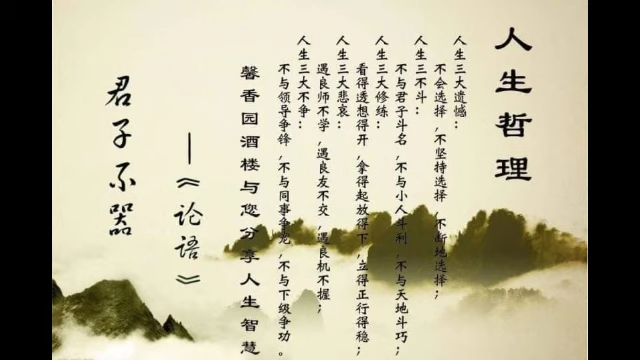 人生哲理
人生三大遗憾：
不会选择，不坚持选择，不断地选择；
人生三不斗：
不与君子斗名，不与小人斗利，不与天地斗巧；
人生三大修练：
看得透想得开，拿得起放得下，立得正行得稳；
人生三大悲哀：
遇良师不学，遇良友不交，遇良机不握；
人生三大不争：
不与领导争锋，不与同事争宠，不与下级争功。
馨香园酒楼与您分享人生智慧
——《论语》
君子不器